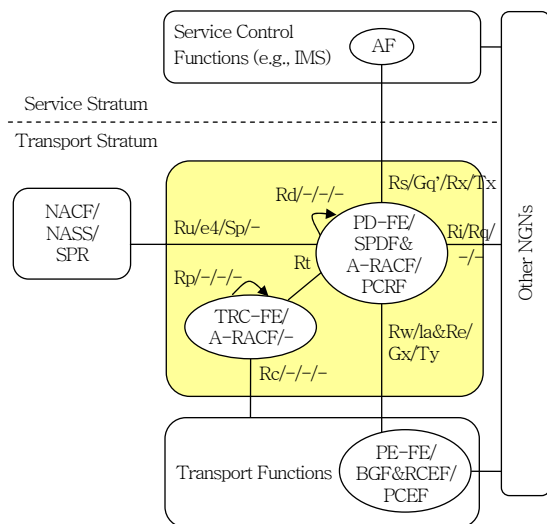 Service Control
Functions (e.g., IMS)
AF
Service Stratum
Transport Stratum
Rs/Gq'/Rx/Tx
Rd/-/-/-
NACF/
NASS/
SPR
Ru/e4/Sp/-
PD-FE/
SPDF&
A-RACF/
PCRF
Ri/Rq/
-/-
Other NGNs
Rt
Rp/-/-/-
TRC-FE/
A-RACF/-
Rw/la&Re/
Gx/Ty
Rc/-/-/-
Transport Functions
PE-FE/
BGF&RCEF/
PCEF